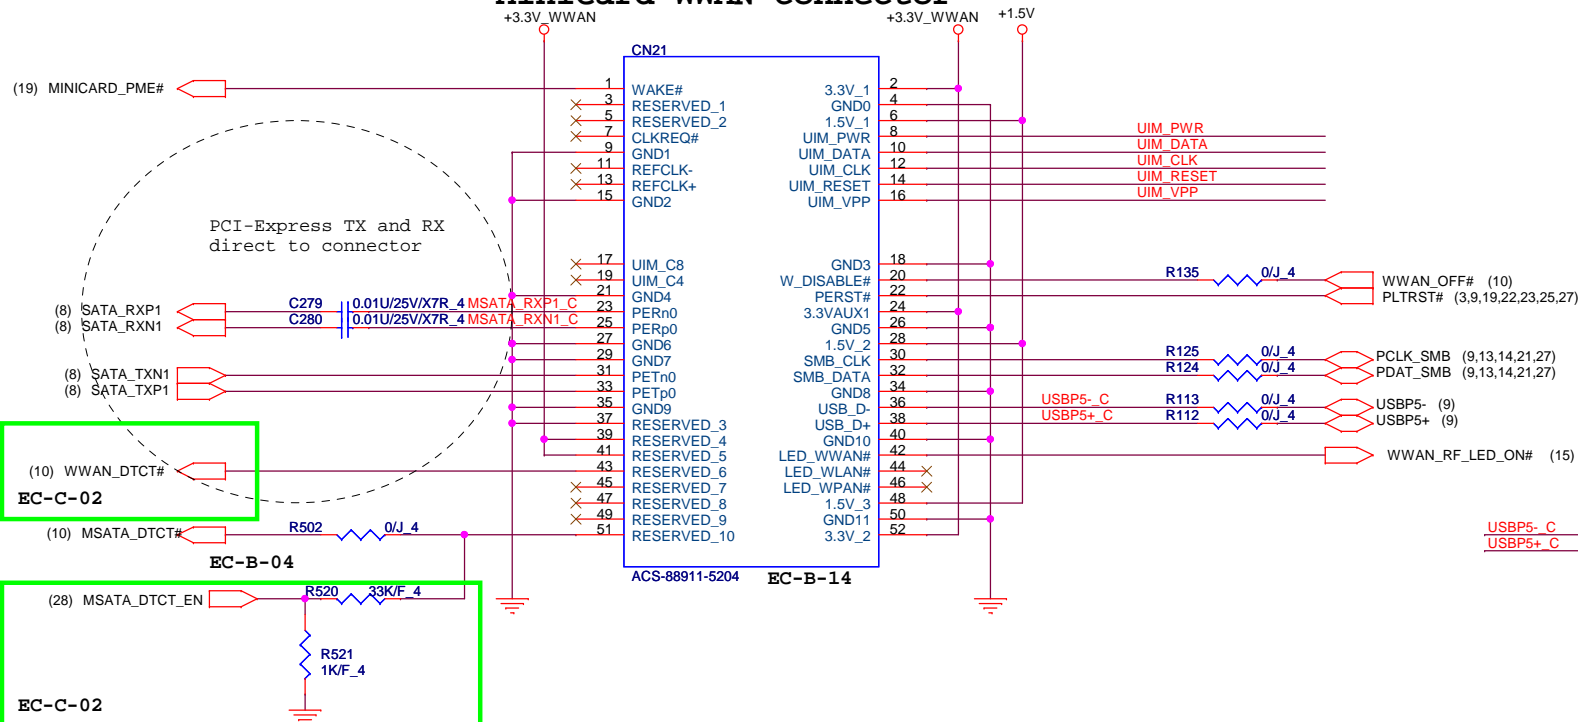 Minicard WWAN Connector
+3.3V_WWAN
+3.3V_WWAN
+1.5V
CN21
(19) MINICARD_PME#
1 WAKE# 3.3V_1 2
3 RESERVED_1 GND0 4
5 RESERVED_2 1.5V_1 6
7 CLKREQ# UIM_PWR 8 UIM_PWR
9 GND1 UIM_DATA 10 UIM_DATA
11 REFCLK- UIM_CLK 12 UIM_CLK
13 REFCLK+ UIM_RESET 14 UIM_RESET
15 GND2 UIM_VPP 16 UIM_VPP
PCI-Express TX and RX
direct to connector
17 UIM_C8 GND3 18
19 UIM_C4 W_DISABLE# 20 R135 0/J_4 WWAN_OFF# (10)
21 GND4 PERST# 22 PLTRST# (3,9,19,22,23,25,27)
(8) SATA_RXP1 C279 0.01U/25V/X7R_4 MSATA_RXP1_C 23 PERn0 3.3VAUX1 24
(8) SATA_RXN1 C280 0.01U/25V/X7R_4 MSATA_RXN1_C 25 PERp0 GND5 26
27 GND6 1.5V_2 28
29 GND7 SMB_CLK 30 R125 0/J_4 PCLK_SMB (9,13,14,21,27)
(8) SATA_TXN1 31 PETn0 SMB_DATA 32 R124 0/J_4 PDAT_SMB (9,13,14,21,27)
(8) SATA_TXP1 33 PETp0 GND8 34
35 GND9 USB_D- 36 USBP5-_C R113 0/J_4 USBP5- (9)
37 RESERVED_3 USB_D+ 38 USBP5+_C R112 0/J_4 USBP5+ (9)
39 RESERVED_4 GND10 40
41 RESERVED_5 LED_WWAN# 42 WWAN_RF_LED_ON# (15)
(10) WWAN_DTCT# 43 RESERVED_6 LED_WLAN# 44
45 RESERVED_7 LED_WPAN# 46
EC-C-02
47 RESERVED_8 1.5V_3 48
49 RESERVED_9 GND11 50
(10) MSATA_DTCT# R502 0/J_4 51 RESERVED_10 3.3V_2 52
USBP5-_C
USBP5+_C
EC-B-04
ACS-88911-5204 EC-B-14
(28) MSATA_DTCT_EN R520 33K/F_4
R521
1K/F_4
EC-C-02